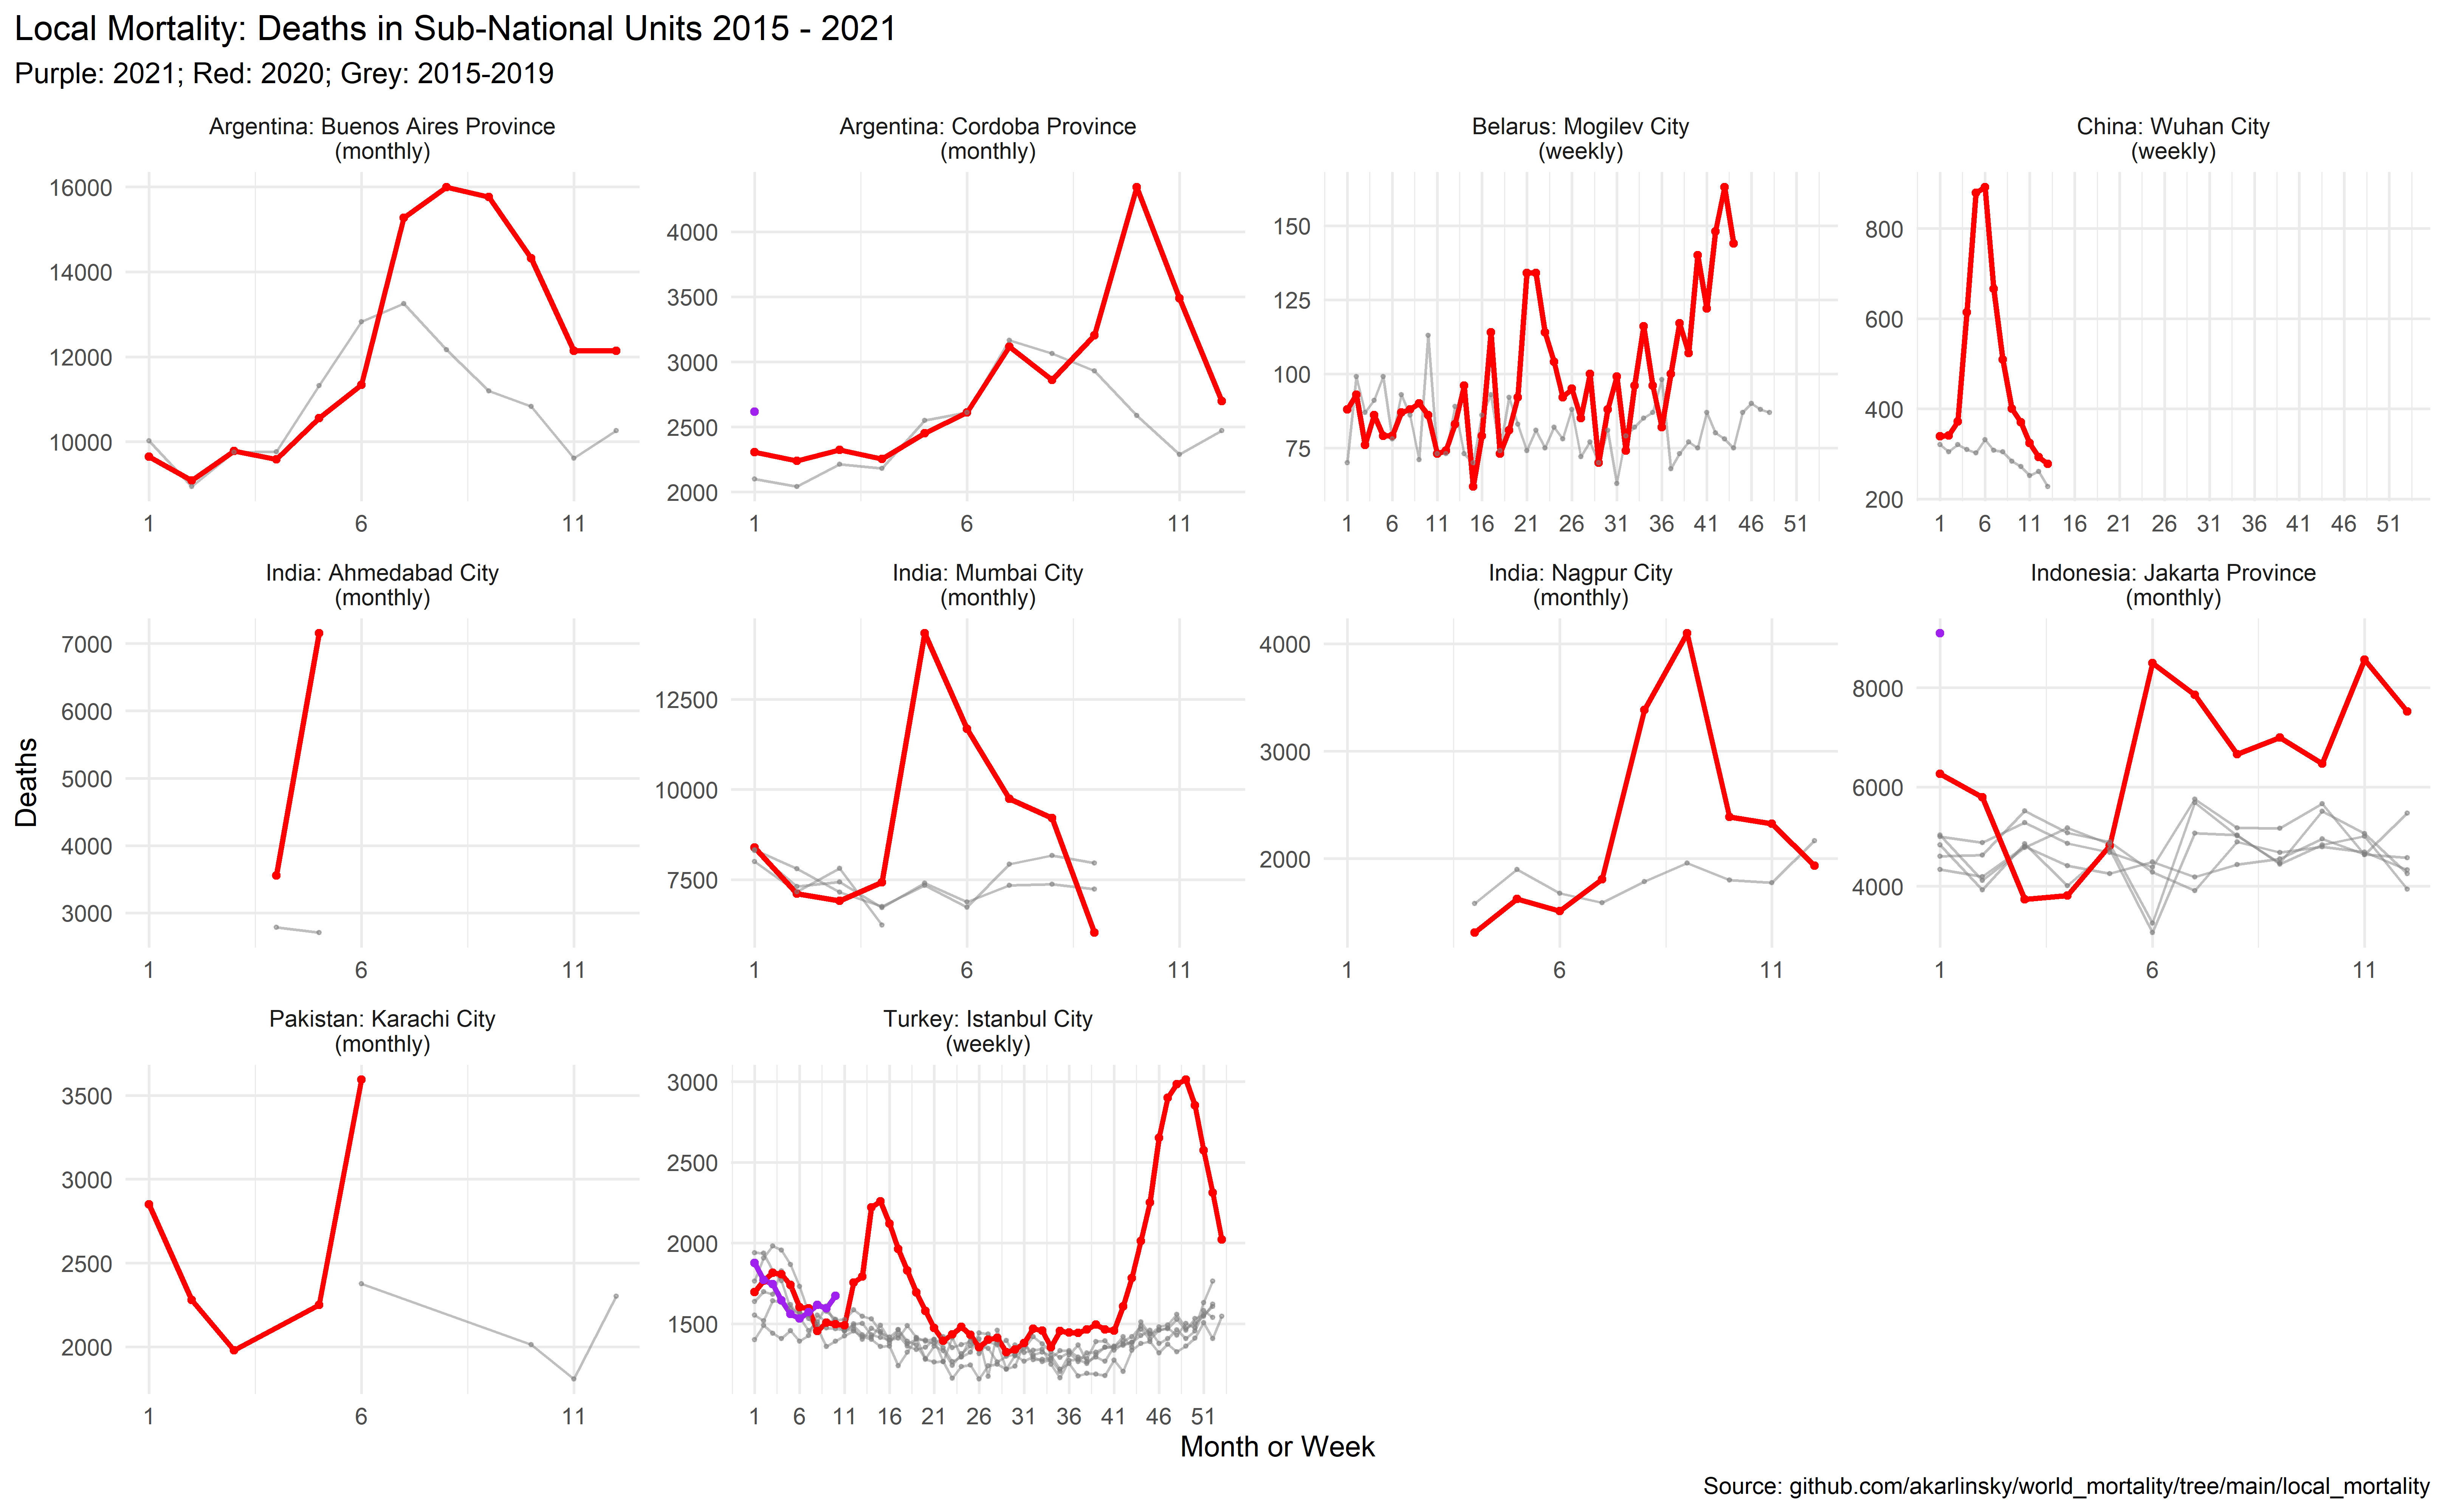 Local Mortality: Deaths in Sub-National Units 2015 - 2021
Purple: 2021; Red: 2020; Grey: 2015-2019
Argentina: Buenos Aires Province
(monthly)
16000
14000
12000
10000
1 6 11
Argentina: Cordoba Province
(monthly)
4000
3500
3000
2500
2000
1 6 11
Belarus: Mogilev City
(weekly)
150
125
100
75
1 6 11 16 21 26 31 36 41 46 51
China: Wuhan City
(weekly)
800
600
400
200
1 6 11 16 21 26 31 36 41 46 51
Deaths
India: Ahmedabad City
(monthly)
7000
6000
5000
4000
3000
1 6 11
India: Mumbai City
(monthly)
12500
10000
7500
1 6 11
India: Nagpur City
(monthly)
4000
3000
2000
1 6 11
Indonesia: Jakarta Province
(monthly)
8000
6000
4000
1 6 11
Pakistan: Karachi City
(monthly)
3500
3000
2500
2000
1 6 11
Turkey: Istanbul City
(weekly)
3000
2500
2000
1500
1 6 11 16 21 26 31 36 41 46 51
Month or Week
Source: github.com/akarlinsky/world_mortality/tree/main/local_mortality